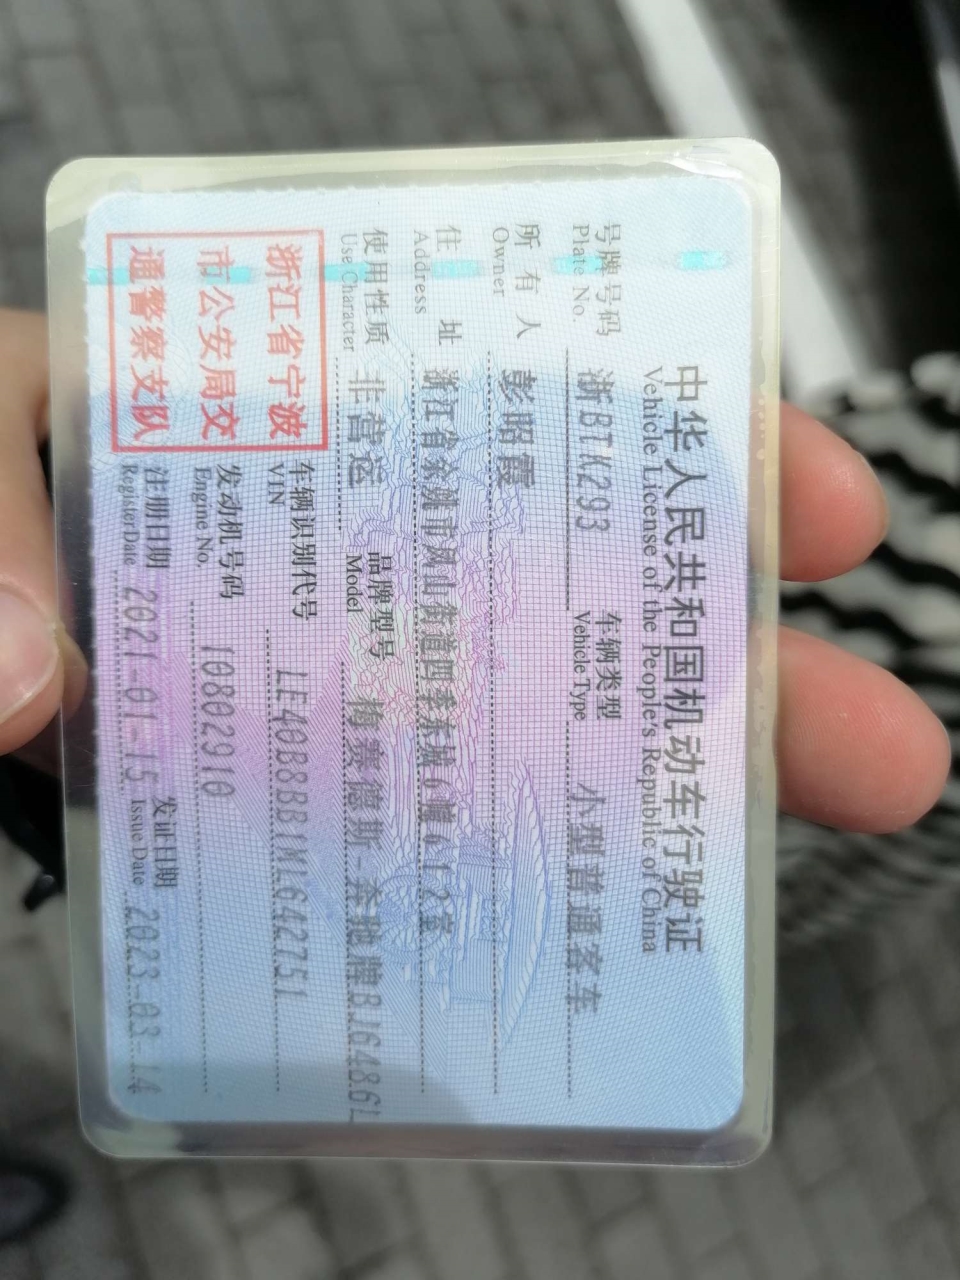 中华人民共和国机动车行驶证
Vehicle License of the People's Republic of China
号牌号码 浙BTK293 车辆类型 小型普通客车
Plate No. Vehicle Type
所有人 彭昭霞
Owner
住址 浙江省余姚市凤山街道四季东城6幢612室
Address
使用性质 非营运 品牌型号 梅赛德斯-奔驰牌BJ6486L
Use Character Model
浙江省宁波
市公安局交
通警察支队
车辆识别代号 LE40B8BB1ML642751
VIN
发动机号码 10802910
Engine No.
注册日期 2021-01-15 发证日期 2023-03-14
Register Date Issue Date